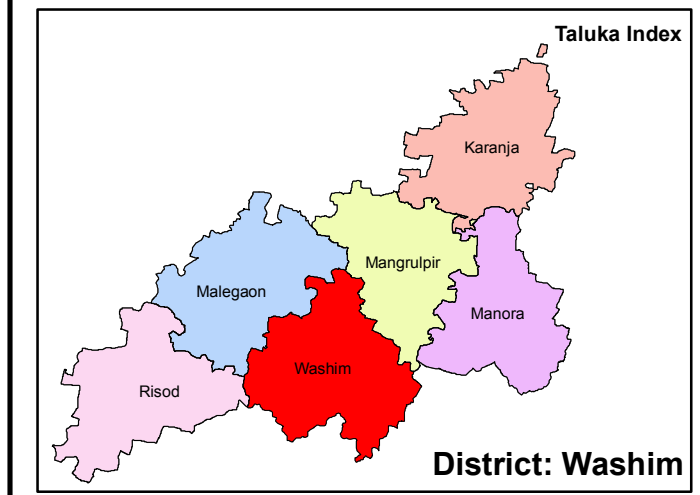 Taluka Index
Karanja
Mangrulpir
Malegaon
Manora
Washim
Risod
District: Washim